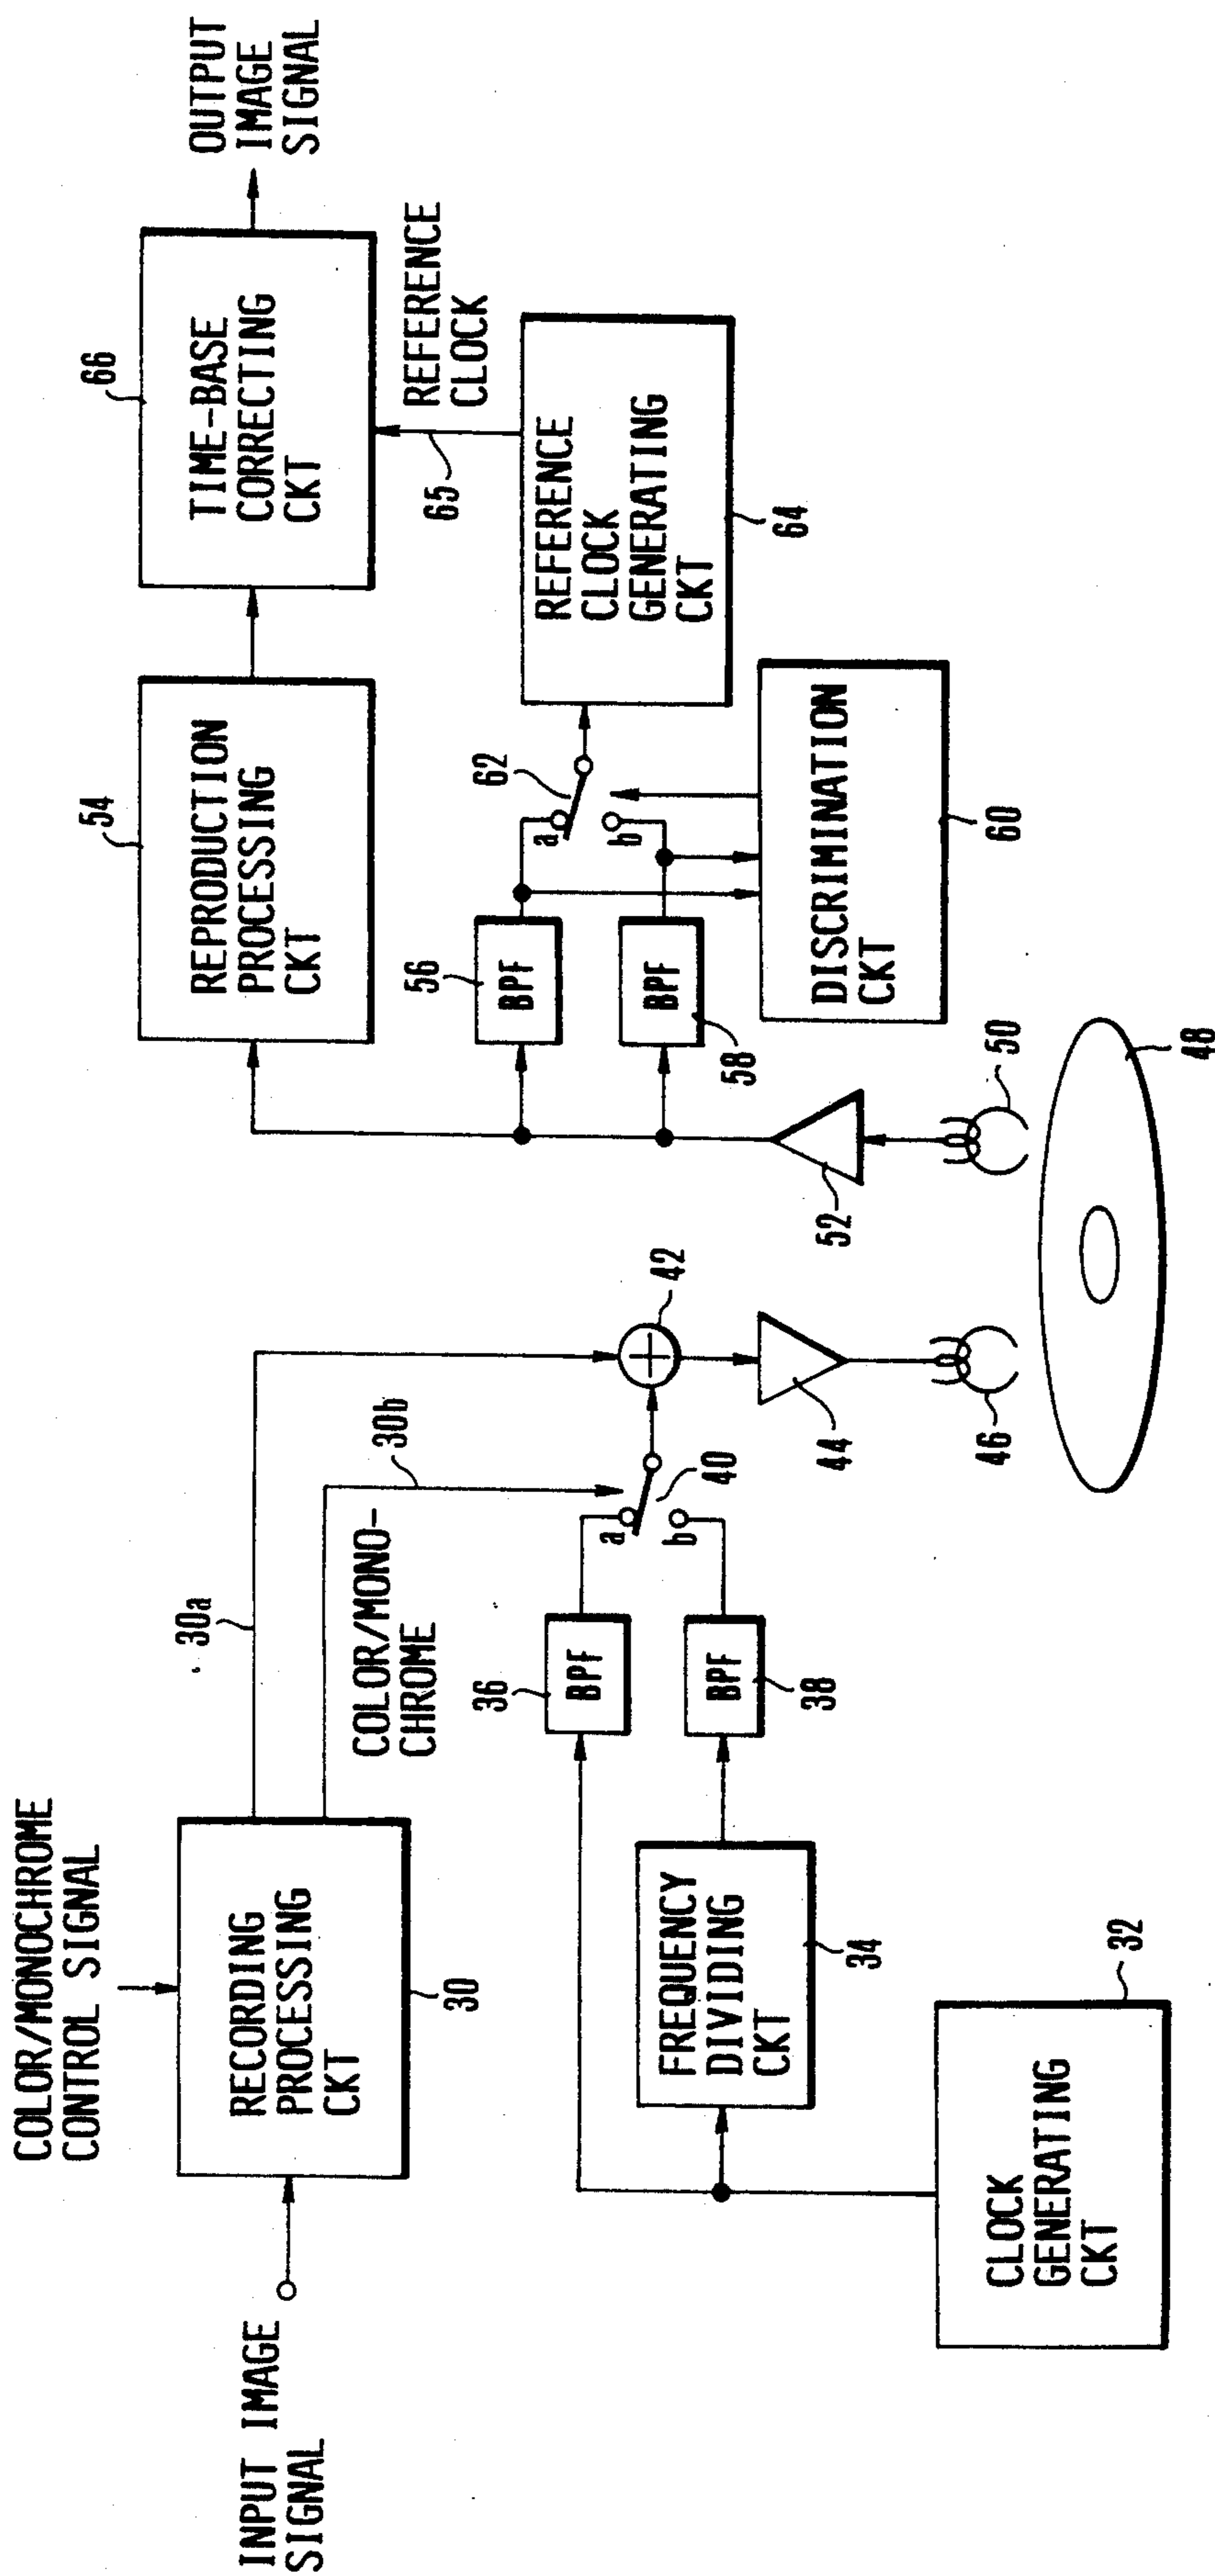 COLOR/MONOCHROME
CONTROL SIGNAL
INPUT IMAGE
SIGNAL
RECORDING
PROCESSING
CKT
30
30a
30b
COLOR/MONO-
CHROME
CLOCK
GENERATING
CKT
32
FREQUENCY
DIVIDING
CKT
34
36
BPF
BPF
38
a
b
40
42
44
46
48
50
52
54
REPRODUCTION
PROCESSING
CKT
56
BPF
BPF
58
a
b
62
DISCRIMINATION
CKT
60
REFERENCE
CLOCK
GENERATING
CKT
64
65
REFERENCE
CLOCK
66
TIME-BASE
CORRECTING
CKT
OUTPUT
IMAGE
SIGNAL